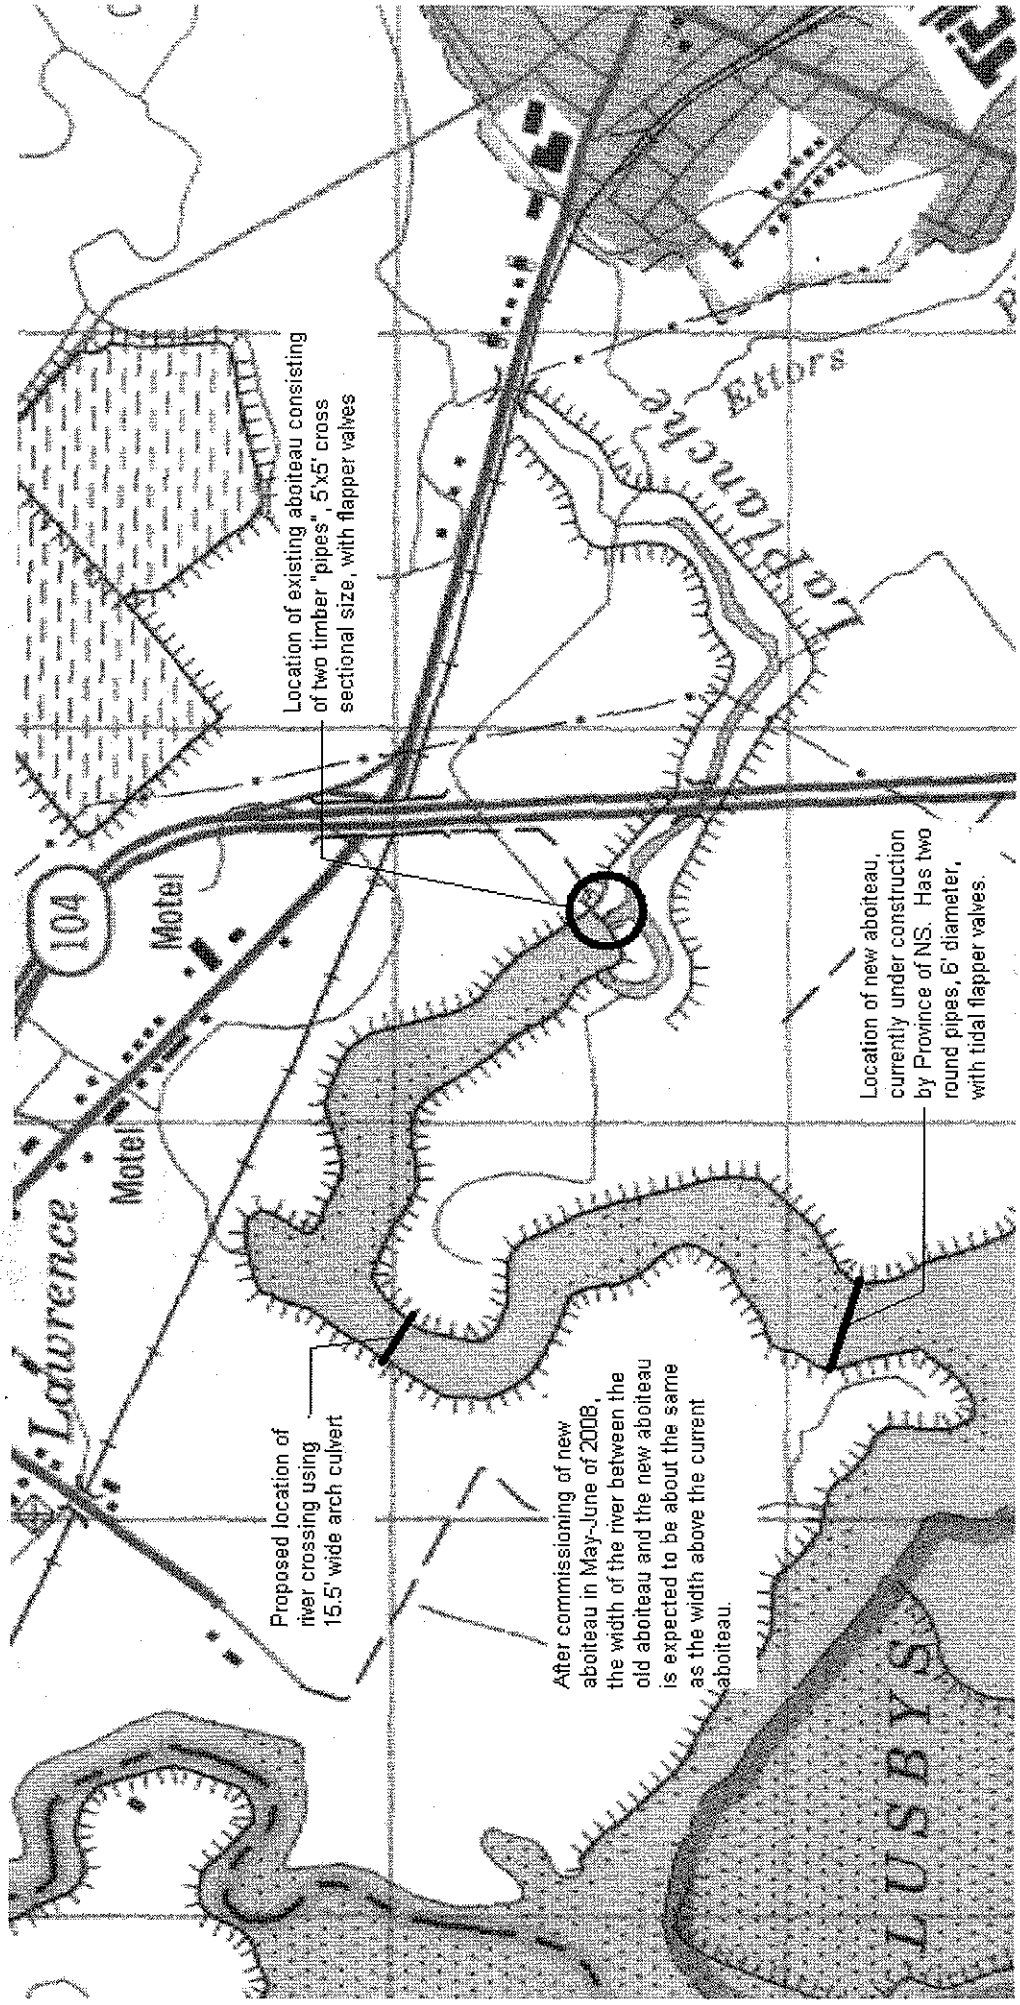 Lawrence
Motel
Motel
104
Location of existing aboiteau consisting
of two timber "pipes", 5'x5' cross
sectional size, with flapper valves
Proposed location of
river crossing using
15.5' wide arch culvert
After commissioning of new
aboiteau in May-June of 2008,
the width of the river between the
old aboiteau and the new aboiteau
is expected to be about the same
as the width above the current
aboiteau.
Location of new aboiteau,
currently under construction
by Province of NS. Has two
round pipes, 6' diameter,
with tidal flapper valves.
LaPlanche
Ettors
LUSBYS